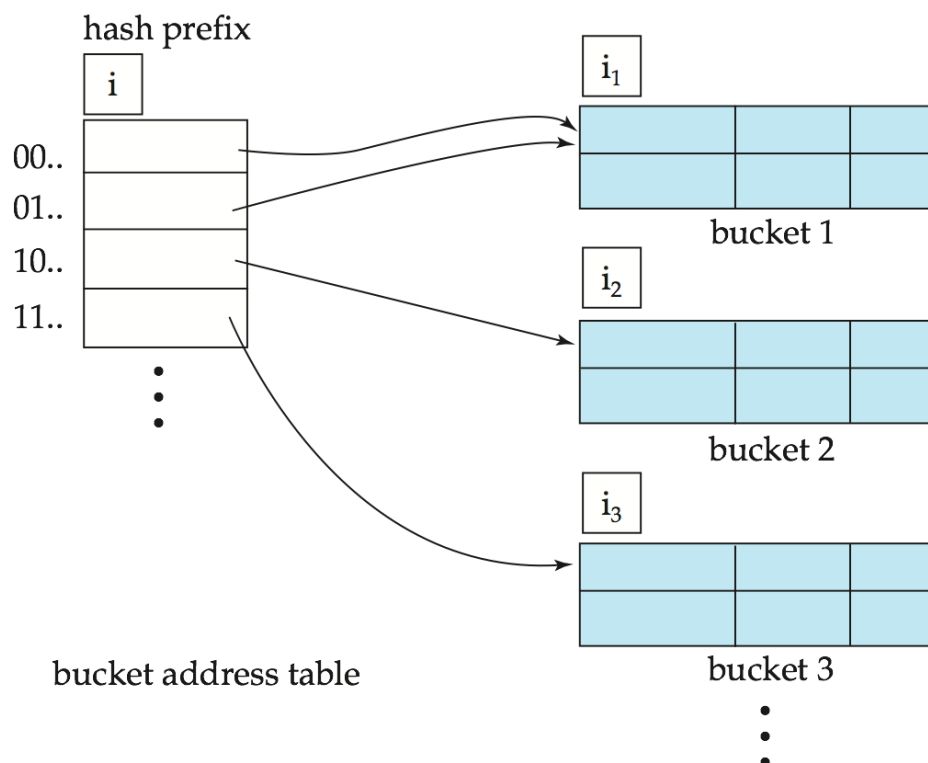 hash prefix
i
00..
01..
10..
11..
bucket address table
i₁
bucket 1
i₂
bucket 2
i₃
bucket 3